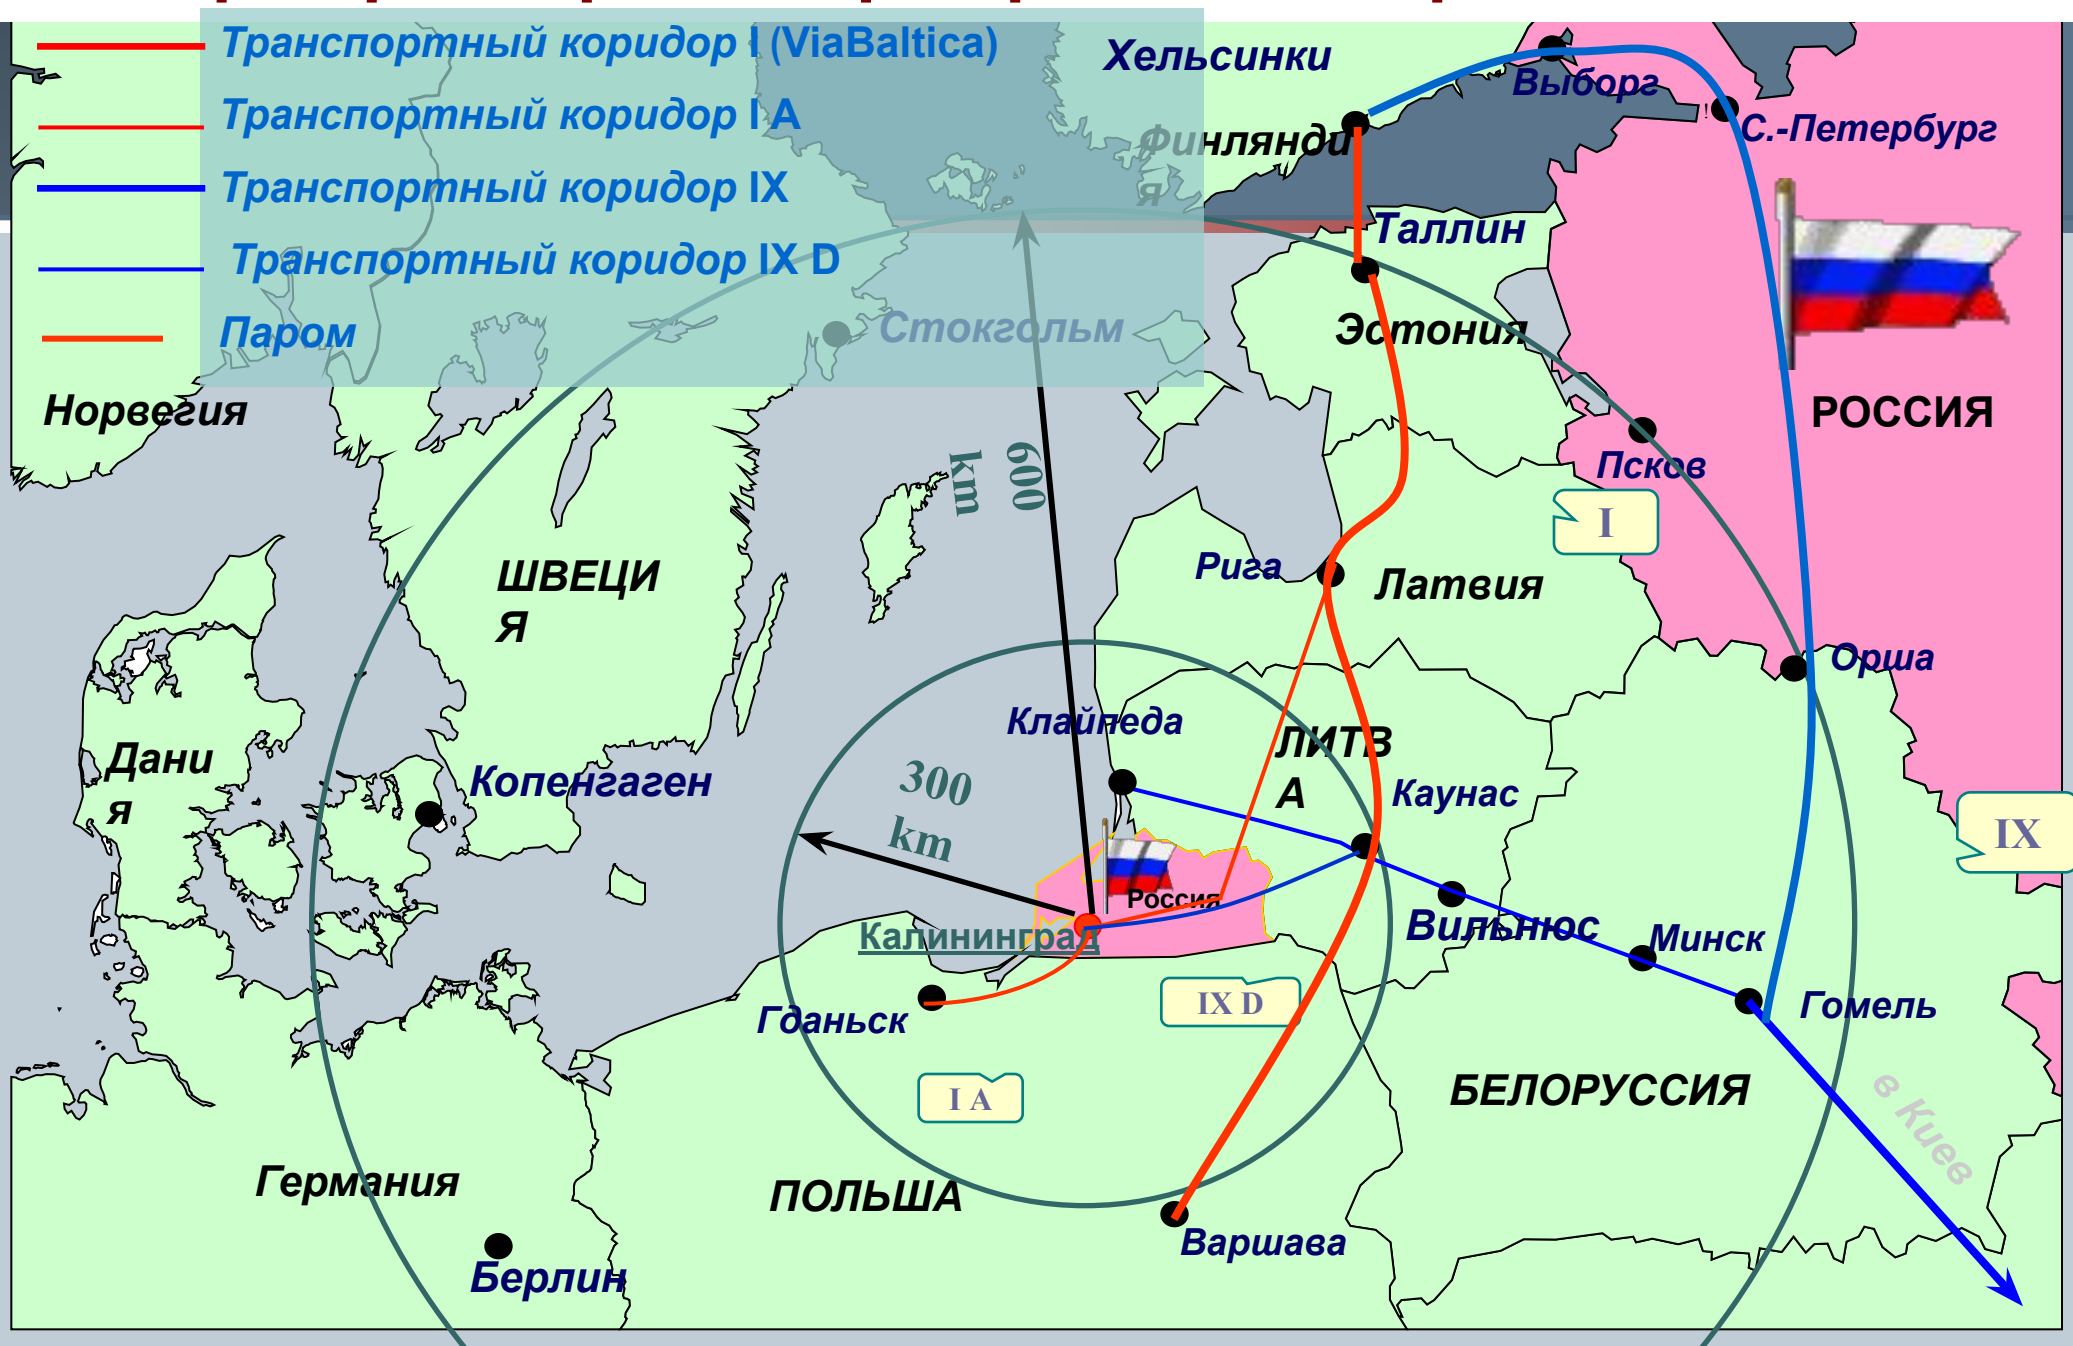 Транспортный коридор I (ViaBaltica)
Транспортный коридор I A
Транспортный коридор IX
Транспортный коридор IX D
Паром
Хельсинки
Выборг
Финлянди
я
!
С.-Петербург
Таллин
Стокгольм
Эстония
Норвегия
РОССИЯ
600
km
Псков
I
ШВЕЦИ
Я
Рига
Латвия
Орша
Клайпеда
ЛИТВ
А
Дани
я
Копенгаген
300
km
Каунас
IX
Россия
Калининград
Вильнюс
Минск
Гданьск
IX D
Гомель
I A
БЕЛОРУССИЯ
в Киев
Германия
ПОЛЬША
Варшава
Берлин